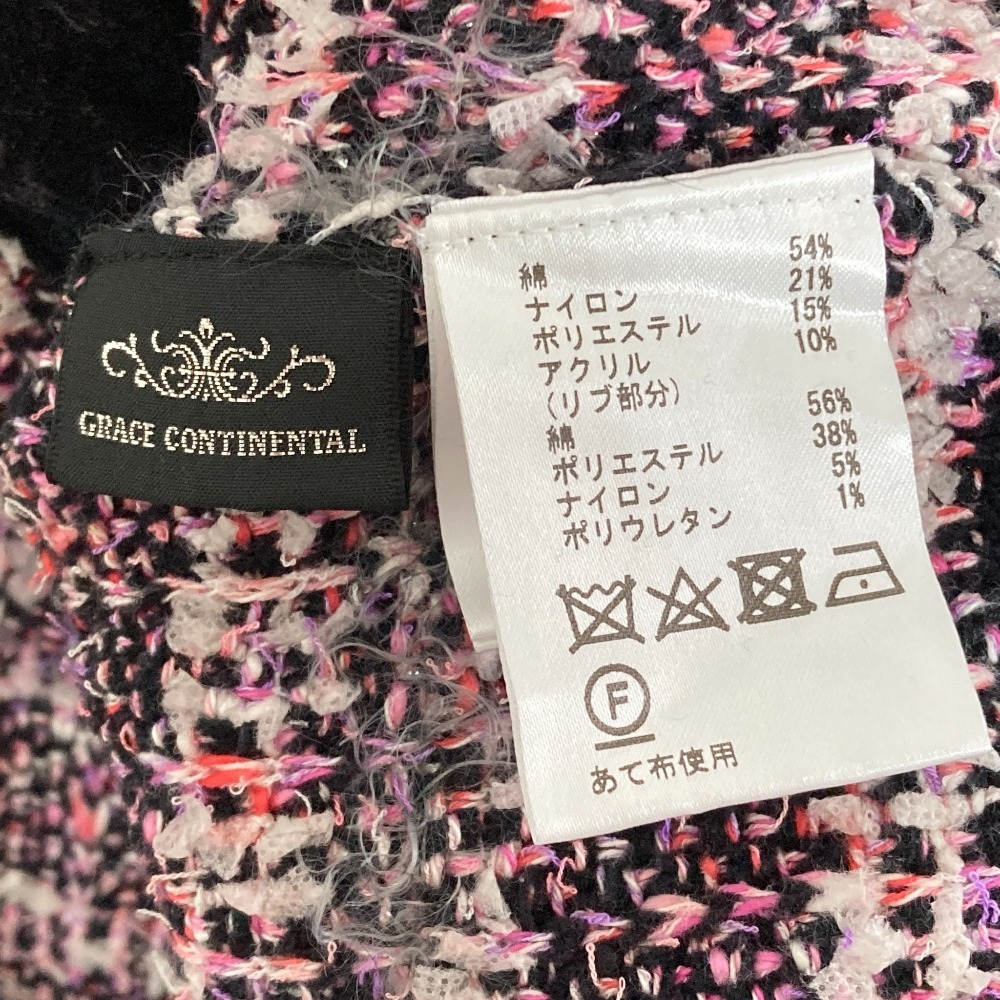 GRACE CONTINENTAL
綿 54%
ナイロン 21%
ポリエステル 15%
アクリル 10%
(リブ部分)
綿 56%
ポリエステル 38%
ナイロン 5%
ポリウレタン 1%
F
あて布使用